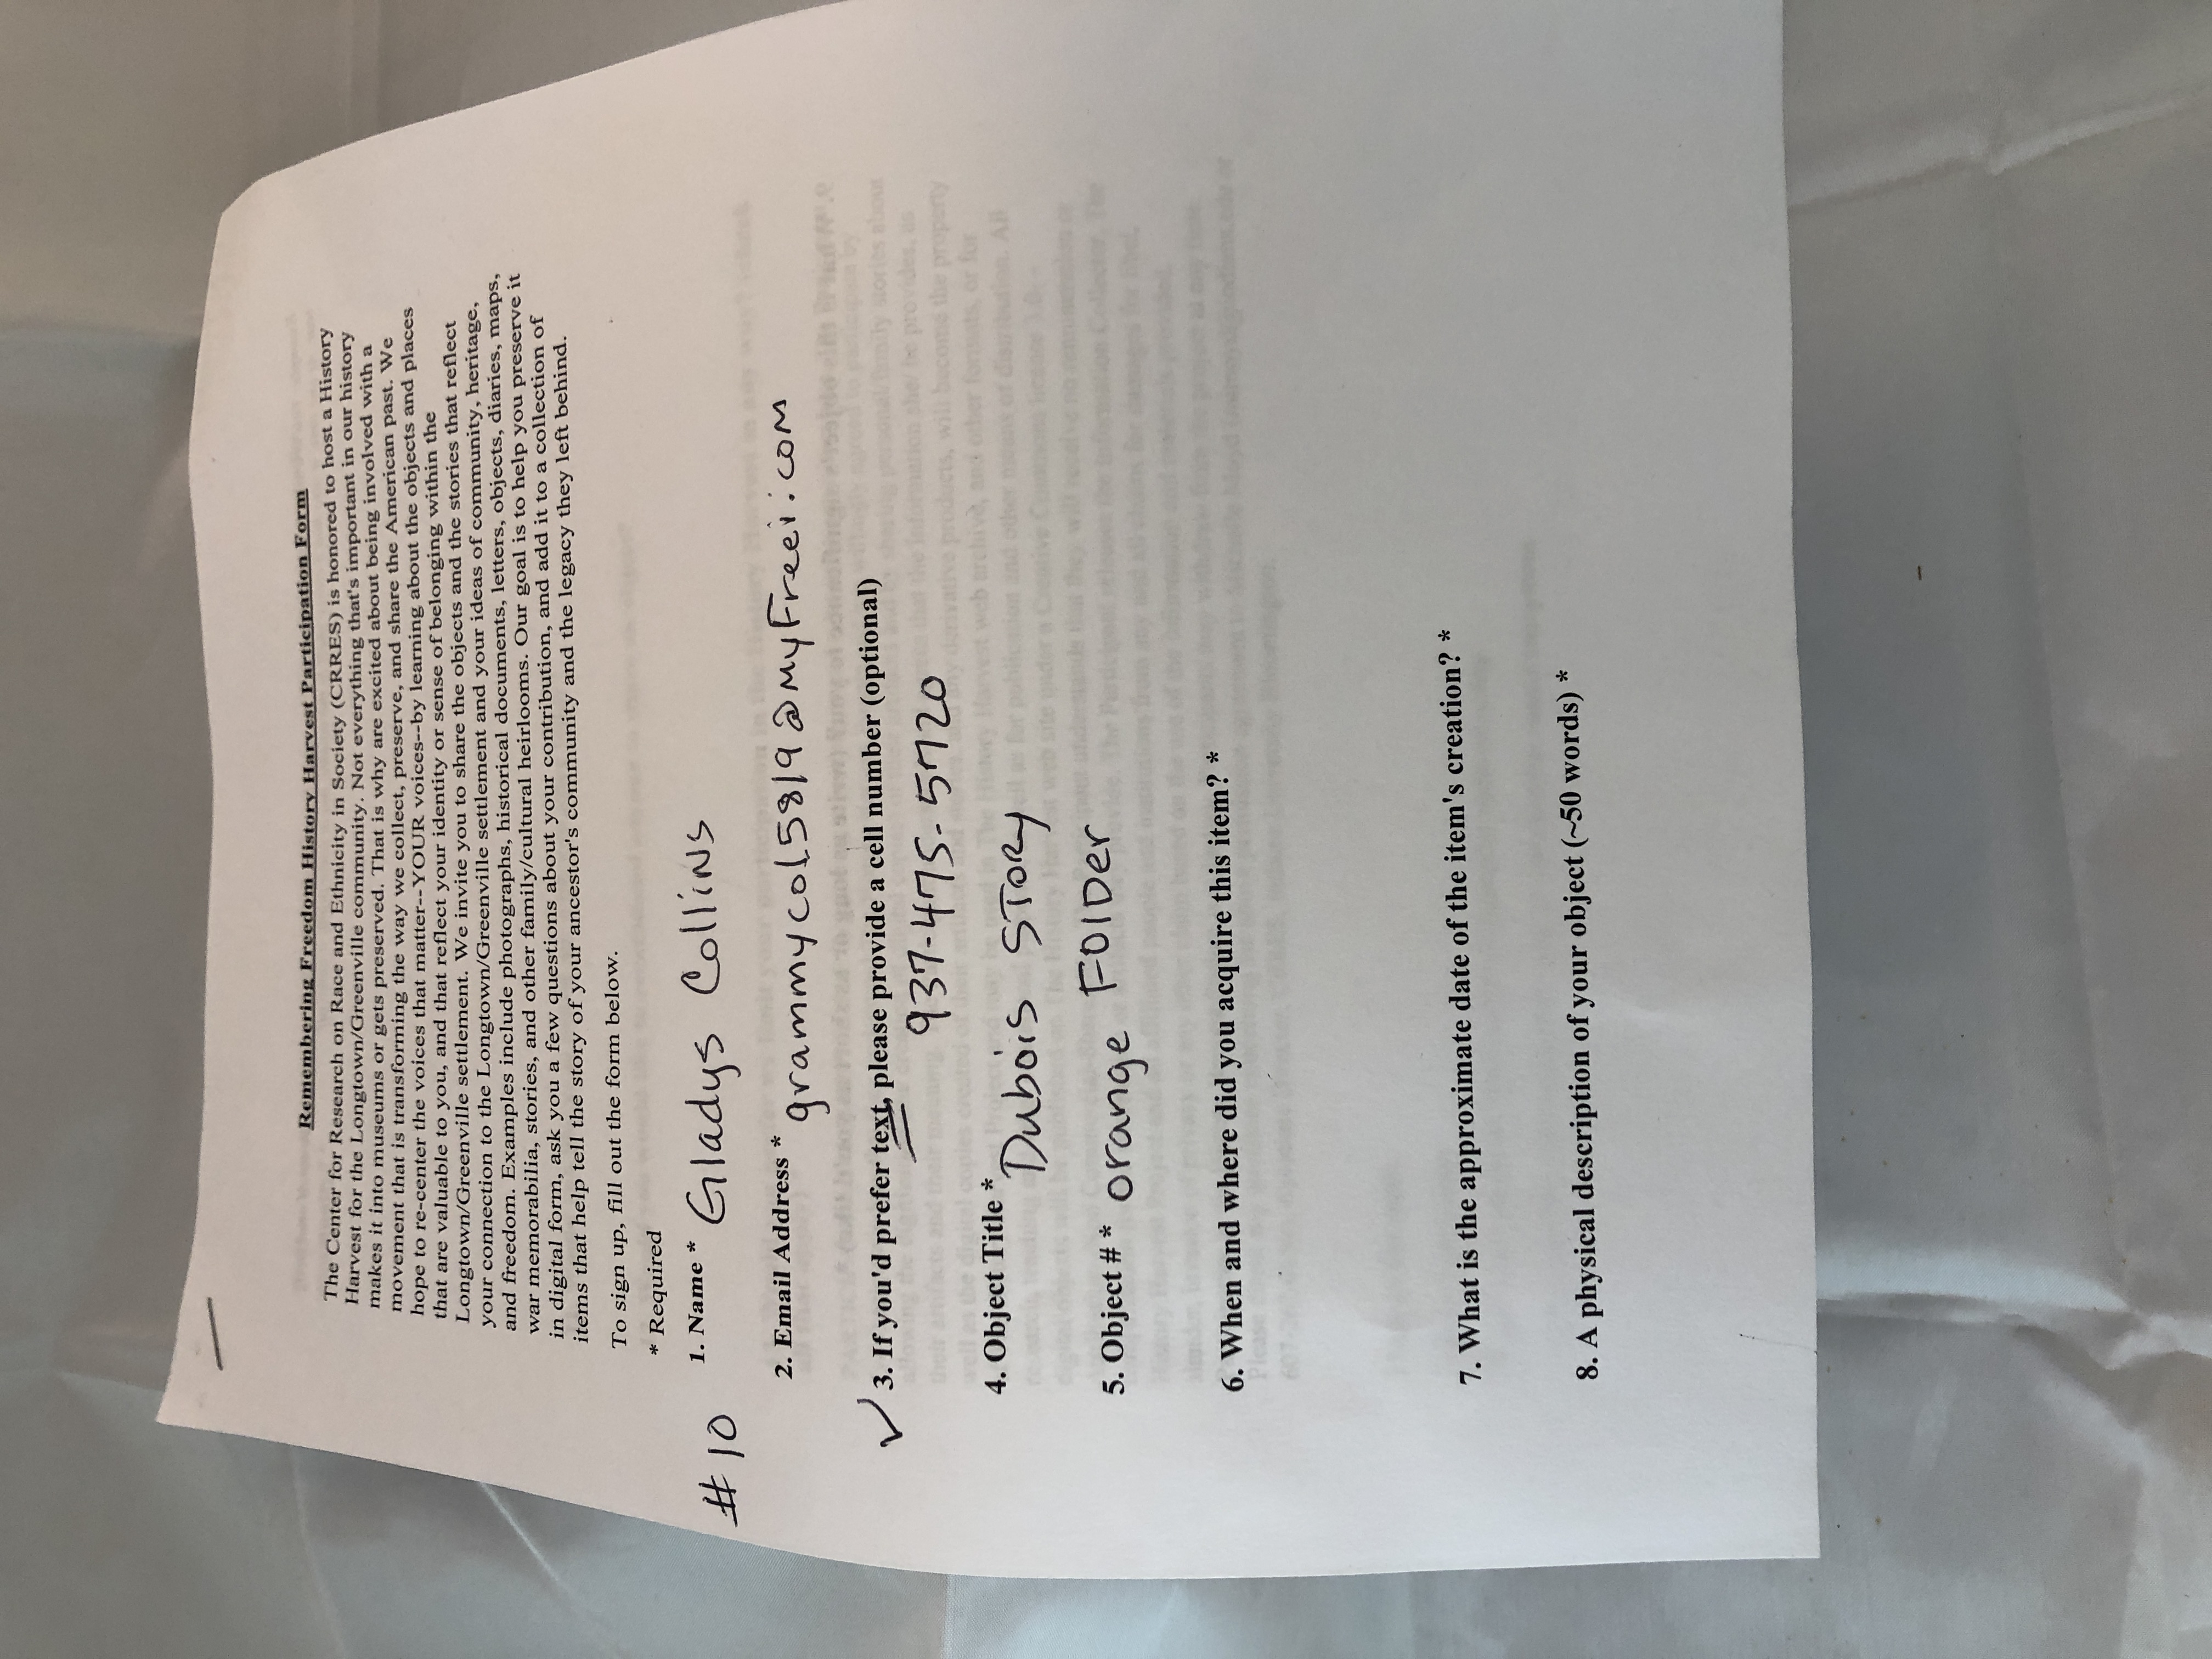 Remembering Freedom History Harvest Participation Form
The Center for Research on Race and Ethnicity in Society (CRRES) is honored to host a History
Harvest for the Longtown/Greenville community. Not everything that's important in our history
makes it into museums or gets preserved. That is why are excited about being involved with a
movement that is transforming the way we collect, preserve, and share the American past. We
hope to re-center the voices that matter--YOUR voices--by learning about the objects and places
that are valuable to you, and that reflect your identity or sense of belonging within the
Longtown/Greenville settlement. We invite you to share the objects and the stories that reflect
your connection to the Longtown/Greenville settlement and your ideas of community, heritage,
and freedom. Examples include photographs, historical documents, letters, objects, diaries, maps,
war memorabilia, stories, and other family/cultural heirlooms. Our goal is to help you preserve it
in digital form, ask you a few questions about your contribution, and add it to a collection of
items that help tell the story of your ancestor's community and the legacy they left behind.
To sign up, fill out the form below.
* Required
#10 1. Name * Gladys Collins
2. Email Address * grammycol5819@MyFreei.com
✓ 3. If you'd prefer text, please provide a cell number (optional)
937-475-5720
4. Object Title * Dubois STORy
5. Object # * orange FOlDer
6. When and where did you acquire this item? *
7. What is the approximate date of the item's creation? *
8. A physical description of your object (~50 words) *